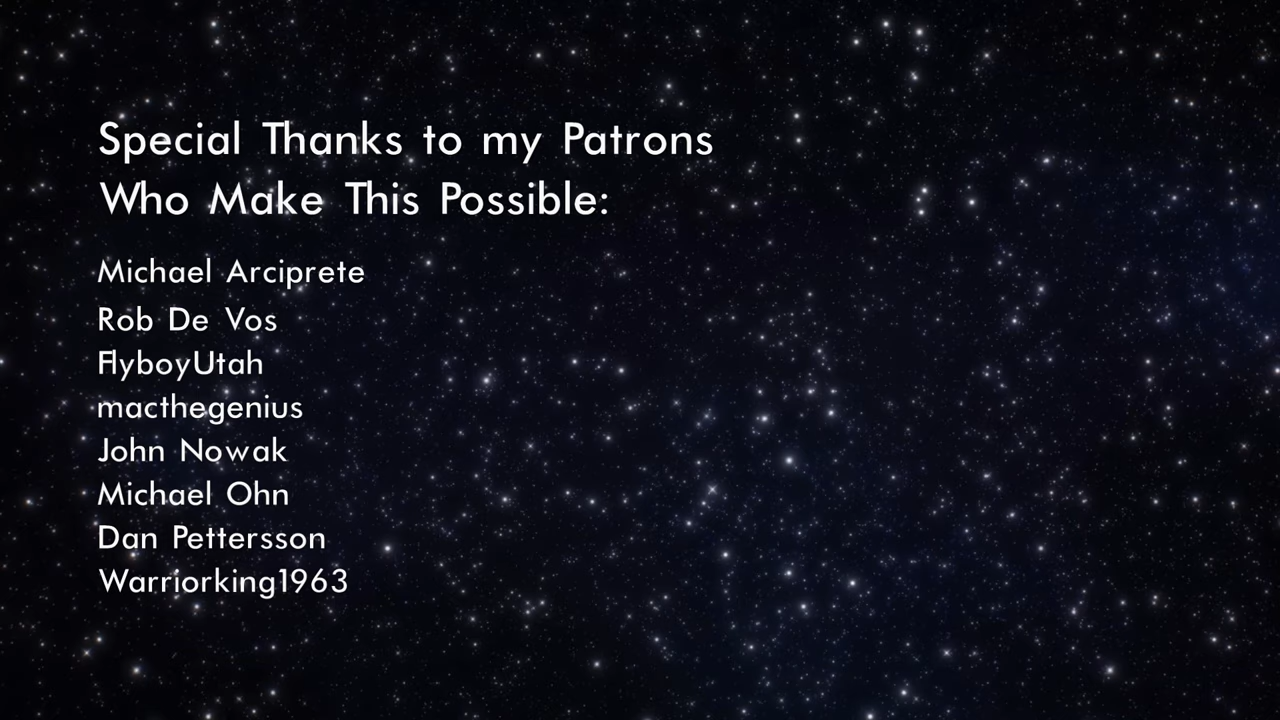 Special Thanks to my Patrons
Who Make This Possible:
Michael Arciprete
Rob De Vos
FlyboyUtah
macthegenius
John Nowak
Michael Ohn
Dan Pettersson
Warriorking1963